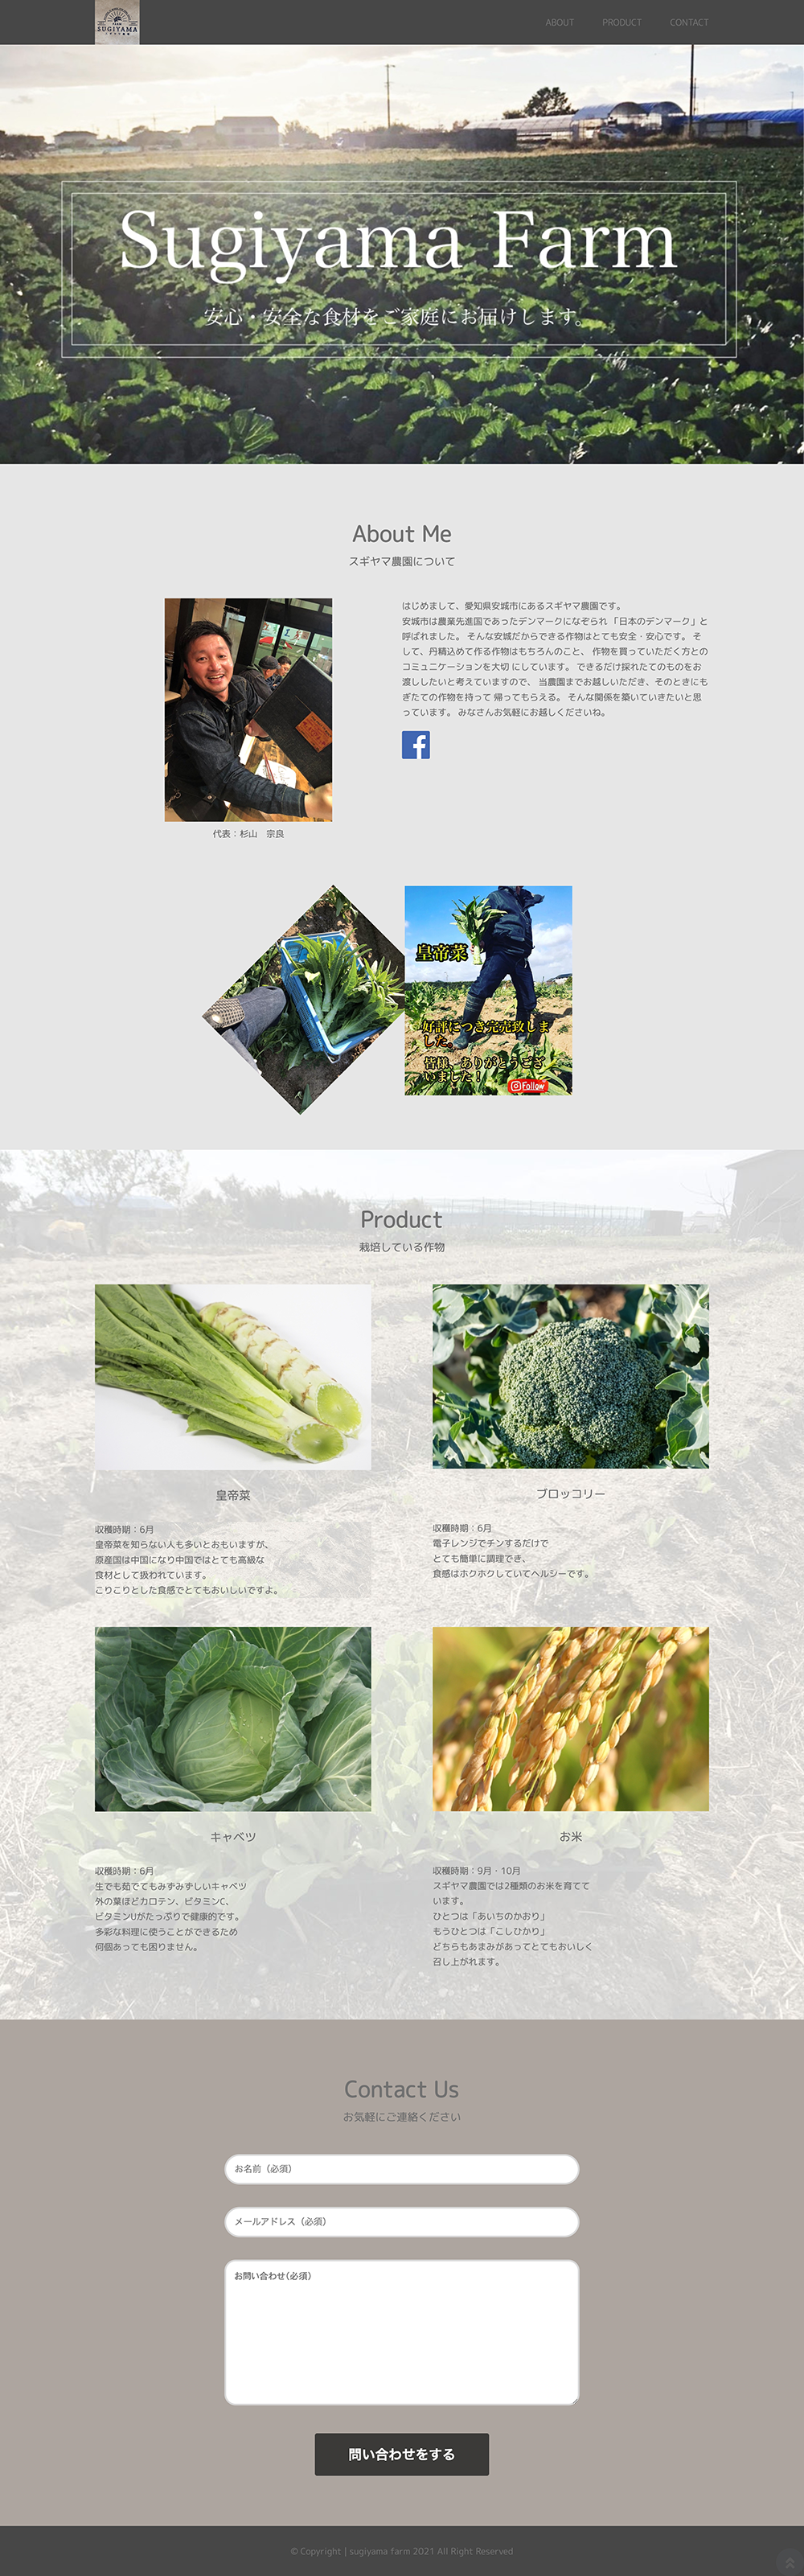 SUGIYAMA
ABOUT
PRODUCT
CONTACT
Sugiyama Farm
安心・安全な食材をご家庭にお届けします。
About Me
スギヤマ農園について
はじめまして、愛知県安城市にあるスギヤマ農園です。
安城市は農業先進国であったデンマークになぞられ 「日本のデンマーク」と
呼ばれました。 そんな安城だからできる作物はとても安全・安心です。 そ
して、丹精込めて作る作物はもちろんのこと、 作物を買っていただく方との
コミュニケーションを大切 にしています。 できるだけ採れたてのものをお
渡ししたいと考えていますので、 当農園までお越しいただき、そのときにも
ぎたての作物を持って 帰ってもらえる。 そんな関係を築いていきたいと思
っています。 みなさんお気軽にお越しくださいね。
代表：杉山　宗良
皇帝菜
好評につき完売致しま
した。
皆様、ありがとうござ
いました！
Follow
Product
栽培している作物
皇帝菜
収穫時期：6月
皇帝菜を知らない人も多いとおもいますが、
原産国は中国になり中国ではとても高級な
食材として扱われています。
こりこりとした食感でとてもおいしいですよ。
ブロッコリー
収穫時期：6月
電子レンジでチンするだけで
とても簡単に調理でき、
食感はホクホクしていてヘルシーです。
キャベツ
収穫時期：6月
生でも茹でてもみずみずしいキャベツ
外の葉ほどカロテン、ビタミンC、
ビタミンUがたっぷりで健康的です。
多彩な料理に使うことができるため
何個あっても困りません。
お米
収穫時期：9月・10月
スギヤマ農園では2種類のお米を育てて
います。
ひとつは「あいちのかおり」
もうひとつは「こしひかり」
どちらもあまみがあってとてもおいしく
召し上がれます。
Contact Us
お気軽にご連絡ください
お名前（必須）
メールアドレス（必須）
お問い合わせ(必須)
問い合わせをする
© Copyright | sugiyama farm 2021 All Right Reserved